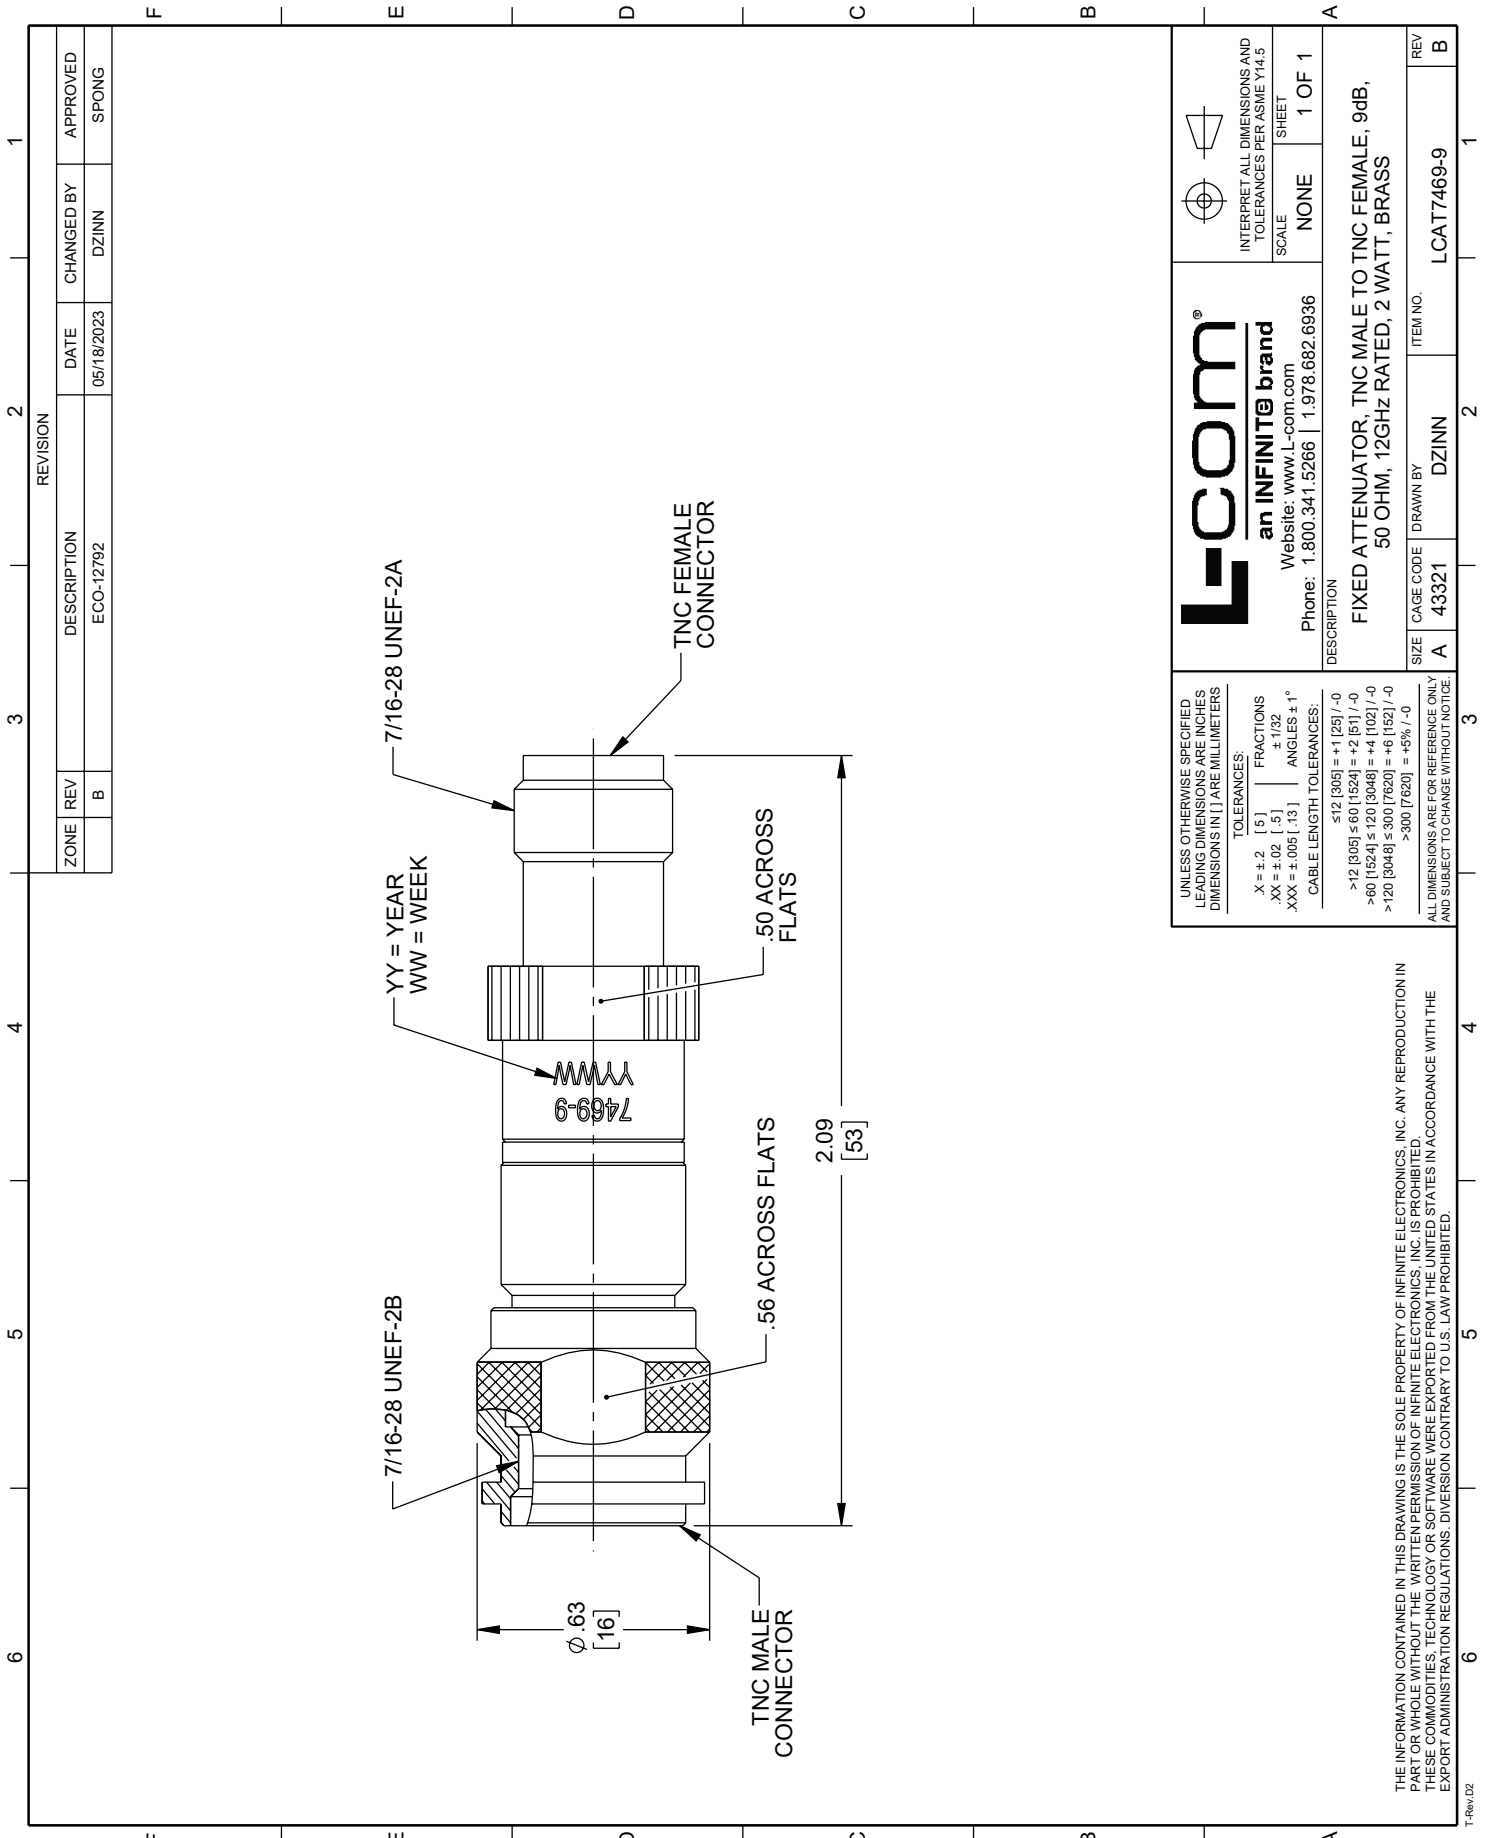 6
5
4
3
2
1
REVISION
ZONE
REV
DESCRIPTION
DATE
CHANGED BY
APPROVED
B
ECO-12792
05/18/2023
DZINN
SPONG
F
F
E
E
D
D
C
C
B
B
A
A
7/16-28 UNEF-2B
YY = YEAR
WW = WEEK
7/16-28 UNEF-2A
Ø.63
[16]
7469-9
YYWW
TNC MALE
CONNECTOR
.56 ACROSS FLATS
.50 ACROSS
FLATS
TNC FEMALE
CONNECTOR
2.09
[53]
UNLESS OTHERWISE SPECIFIED
LEADING DIMENSIONS ARE INCHES
DIMENSIONS IN [ ] ARE MILLIMETERS
TOLERANCES:
.X = ± .2 [ 5 ]
.XX = ± .02 [ .5 ]
.XXX = ± .005 [ .13 ]
FRACTIONS
± 1/32
ANGLES ± 1°
CABLE LENGTH TOLERANCES:
≤12 [305] = +1 [25] / -0
>12 [305] ≤ 60 [1524] = +2 [51] / -0
>60 [1524] ≤ 120 [3048] = +4 [102] / -0
>120 [3048] ≤ 300 [7620] = +6 [152] / -0
>300 [7620] = +5% / -0
ALL DIMENSIONS ARE FOR REFERENCE ONLY
AND SUBJECT TO CHANGE WITHOUT NOTICE.
L-com®
an INFINITE brand
Website: www.L-com.com
Phone: 1.800.341.5266 | 1.978.682.6936
INTERPRET ALL DIMENSIONS AND
TOLERANCES PER ASME Y14.5
SCALE
NONE
SHEET
1 OF 1
DESCRIPTION
FIXED ATTENUATOR, TNC MALE TO TNC FEMALE, 9dB,
50 OHM, 12GHz RATED, 2 WATT, BRASS
SIZE
A
CAGE CODE
43321
DRAWN BY
DZINN
ITEM NO.
LCAT7469-9
REV
B
THE INFORMATION CONTAINED IN THIS DRAWING IS THE SOLE PROPERTY OF INFINITE ELECTRONICS, INC. ANY REPRODUCTION IN
PART OR WHOLE WITHOUT THE WRITTEN PERMISSION OF INFINITE ELECTRONICS, INC. IS PROHIBITED.
THESE COMMODITIES, TECHNOLOGY OR SOFTWARE WERE EXPORTED FROM THE UNITED STATES IN ACCORDANCE WITH THE
EXPORT ADMINISTRATION REGULATIONS. DIVERSION CONTRARY TO U.S. LAW PROHIBITED.
6
5
4
3
2
1
T-Rev.D2